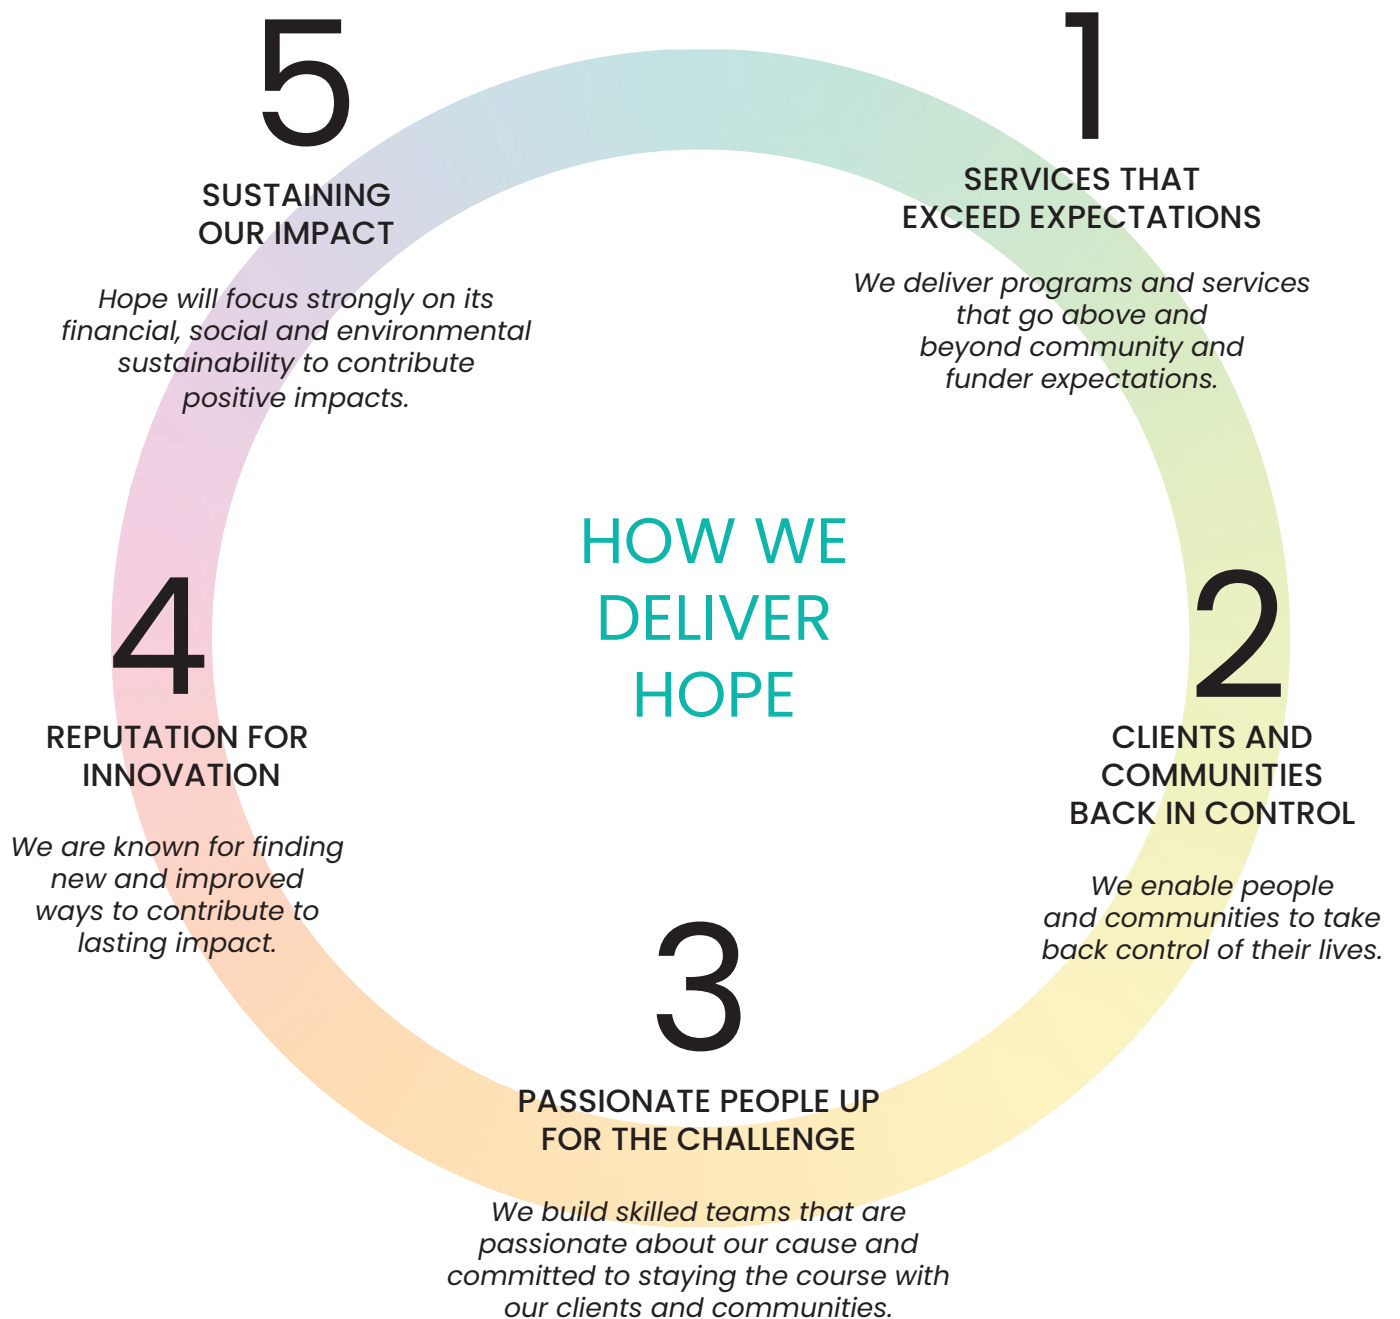 HOW WE
DELIVER
HOPE
1
SERVICES THAT
EXCEED EXPECTATIONS
We deliver programs and services
that go above and
beyond community and
funder expectations.
2
CLIENTS AND
COMMUNITIES
BACK IN CONTROL
We enable people
and communities to take
back control of their lives.
3
PASSIONATE PEOPLE UP
FOR THE CHALLENGE
We build skilled teams that are
passionate about our cause and
committed to staying the course with
our clients and communities.
4
REPUTATION FOR
INNOVATION
We are known for finding
new and improved
ways to contribute to
lasting impact.
5
SUSTAINING
OUR IMPACT
Hope will focus strongly on its
financial, social and environmental
sustainability to contribute
positive impacts.